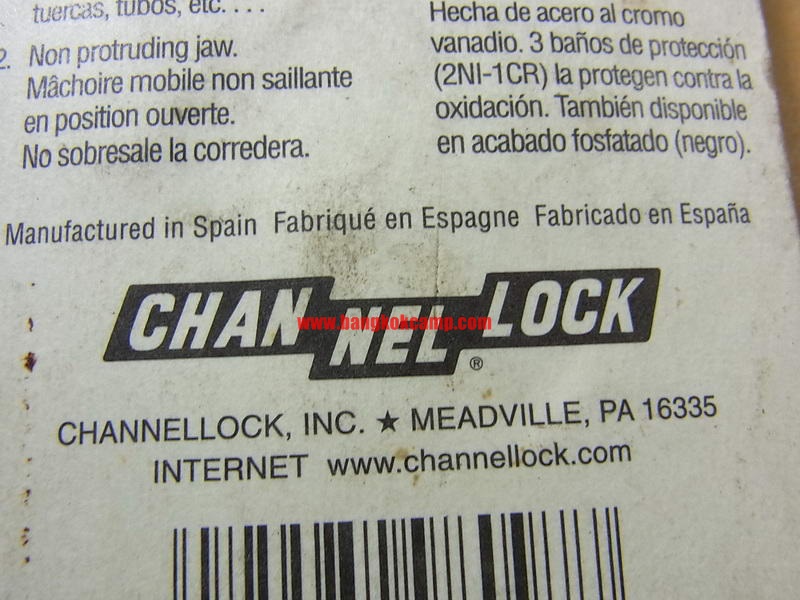 tuercas, tubos, etc. . . .
2. Non protruding jaw.
Mâchoire mobile non saillante
en position ouverte.
No sobresale la corredera.
Hecha de acero al cromo
vanadio. 3 baños de protección
(2NI-1CR) la protegen contra la
oxidación. También disponible
en acabado fosfatado (negro).
Manufactured in Spain Fabriqué en Espagne Fabricado en España
CHANNELLOCK
www.bangkokcamp.com
®
CHANNELLOCK, INC. ★ MEADVILLE, PA 16335
INTERNET www.channellock.com